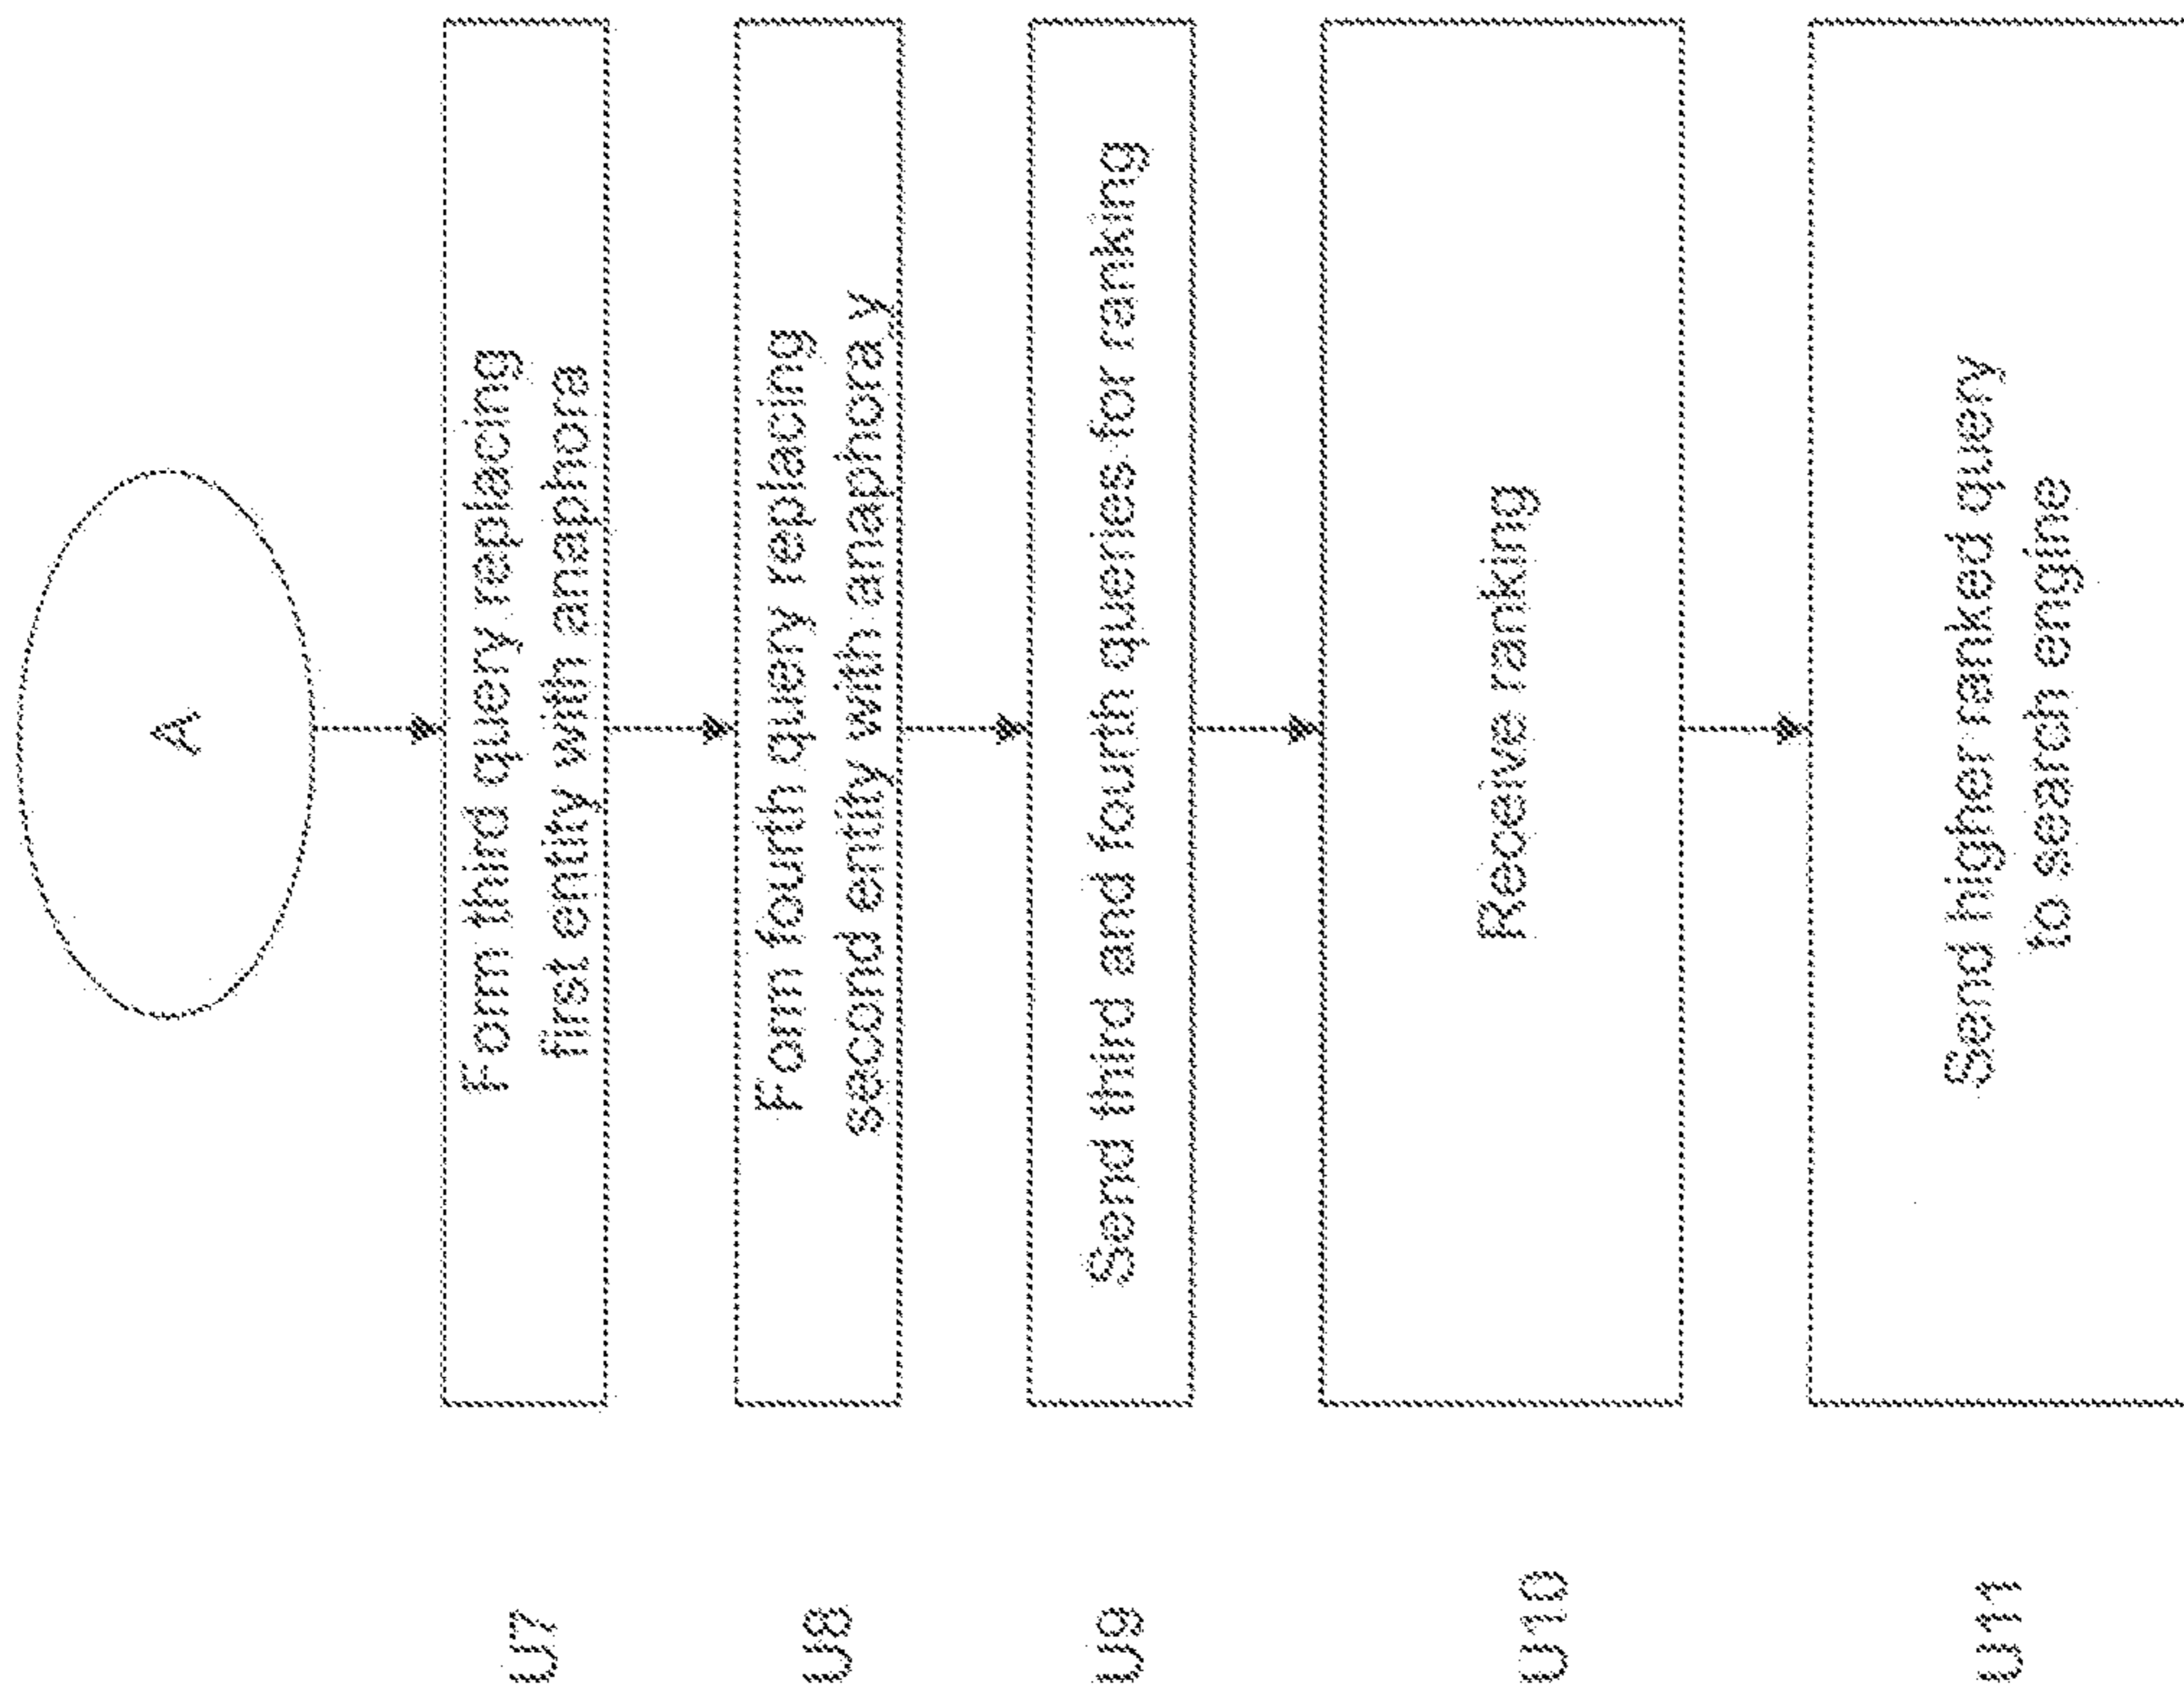 A
U7
Form third query replacing
first entity with anaphora
U8
Form fourth query replacing
second entity with anaphora y
U9
Send third and fourth queries for ranking
U10
Receive ranking
U11
Send higher ranked query
to search engine